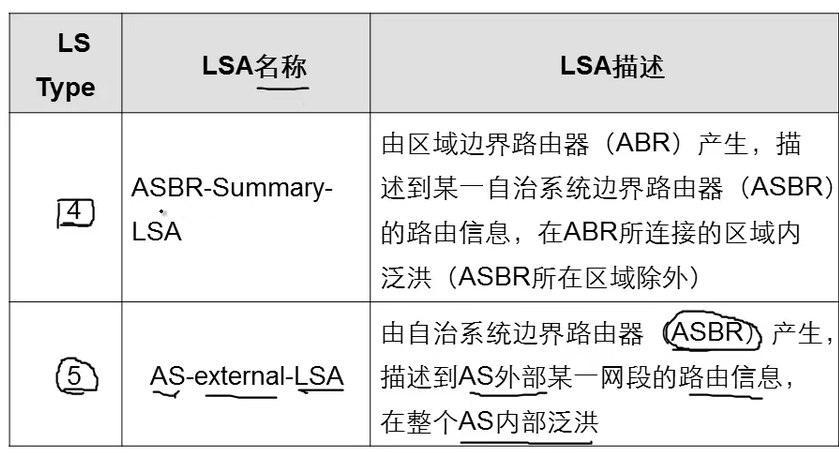 LS
Type
LSA名称
LSA描述
4
ASBR-Summary-
LSA
由区域边界路由器（ABR）产生，描
述到某一自治系统边界路由器（ASBR）
的路由信息，在ABR所连接的区域内
泛洪（ASBR所在区域除外）
5
AS-external-LSA
由自治系统边界路由器（ASBR）产生，
描述到AS外部某一网段的路由信息，
在整个AS内部泛洪